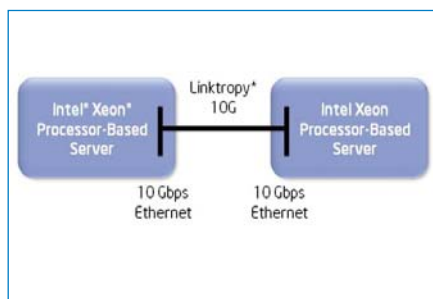 Intel® Xeon®
Processor-Based
Server
Linktropy*
10G
Intel Xeon
Processor-Based
Server
10 Gbps
Ethernet
10 Gbps
Ethernet